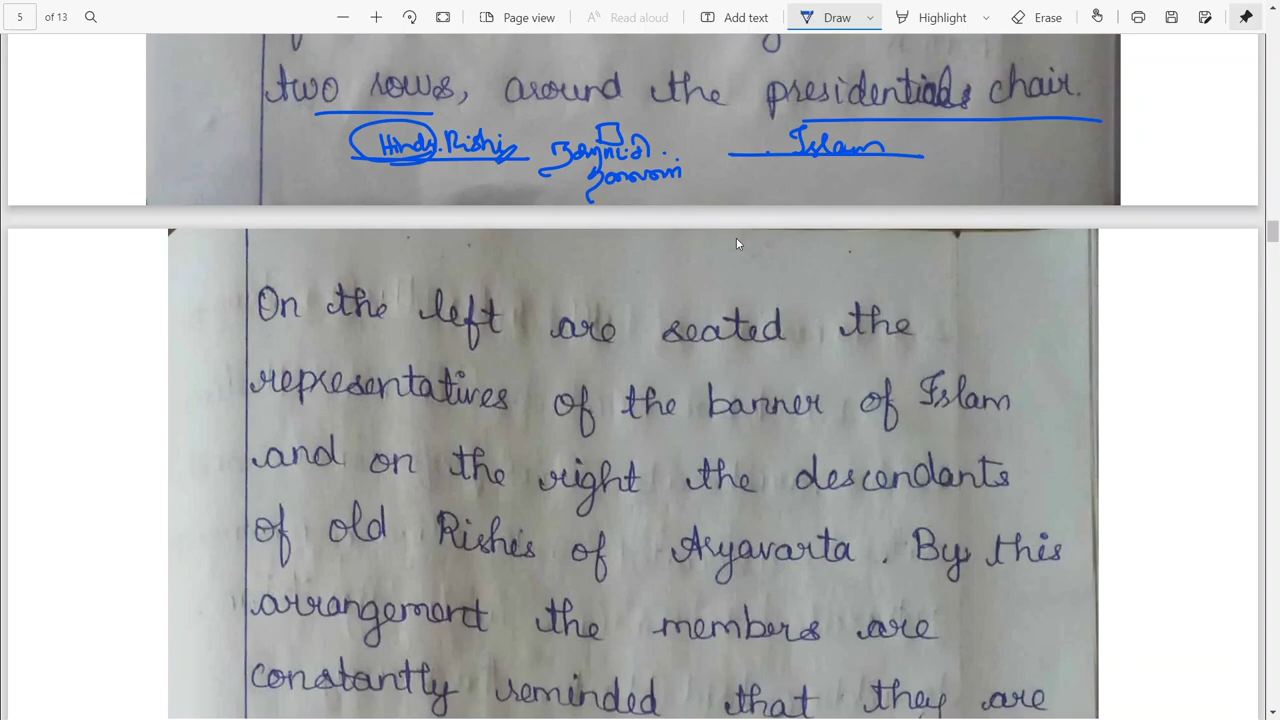 5 of 13 Page view Read aloud Add text Draw Highlight Erase
two rows, around the presidential chair.
Hindu Rishis Islam
On the left are seated the
representatives of the banner of Islam
and on the right the descendants
of old Rishis of Aryavarta. By this
arrangement the members are
constantly reminded that they are